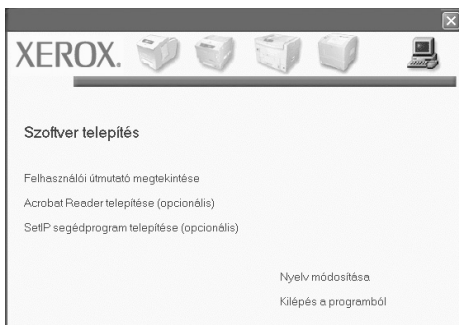 XEROX.
Szoftver telepítés
Felhasználói útmutató megtekintése
Acrobat Reader telepítése (opcionális)
SetIP segédprogram telepítése (opcionális)
Nyelv módosítása
Kilépés a programból